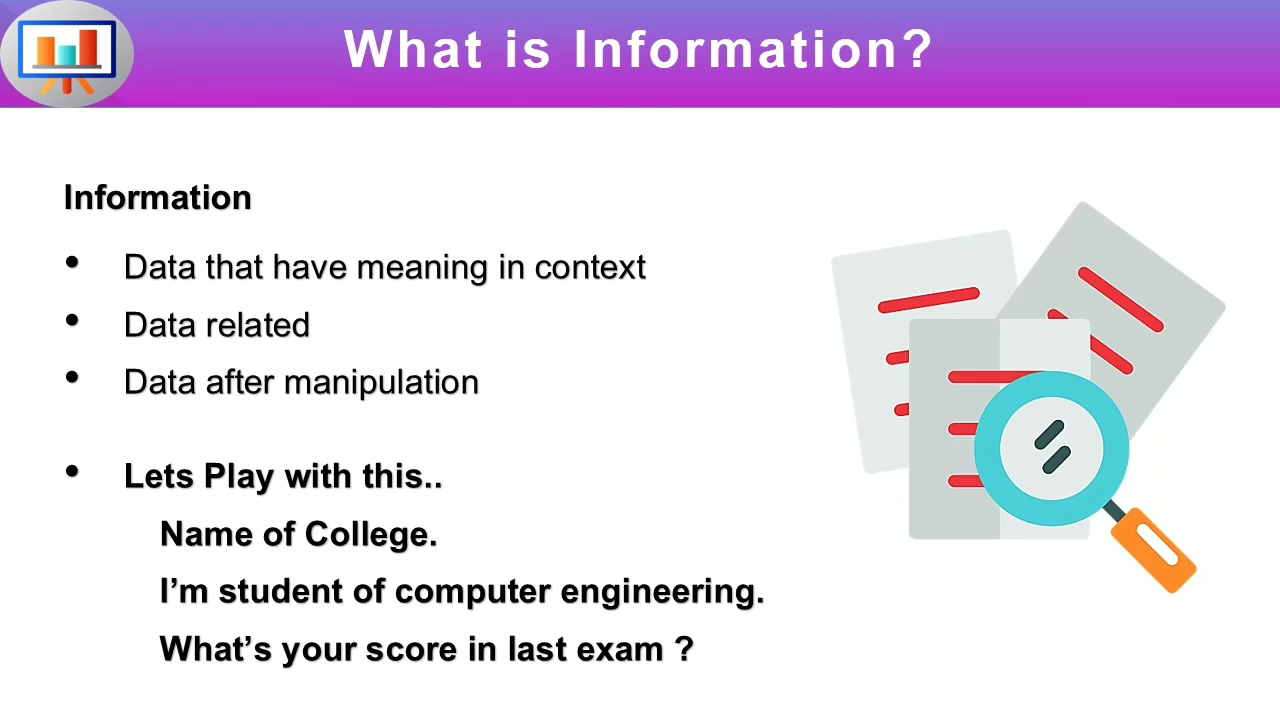 What is Information?
Information
• Data that have meaning in context
• Data related
• Data after manipulation
• Lets Play with this..
Name of College.
I’m student of computer engineering.
What’s your score in last exam ?